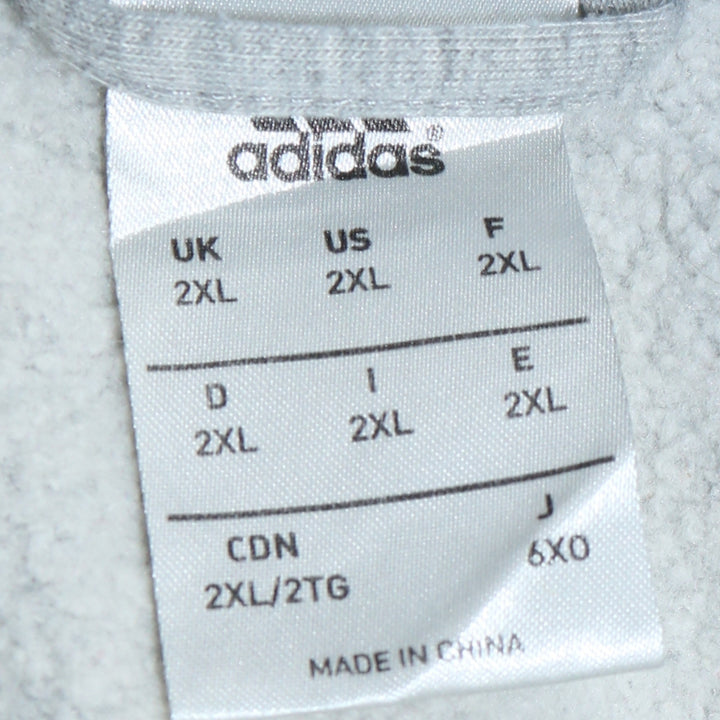 adidas®
UK US F
2XL 2XL 2XL
D I E
2XL 2XL 2XL
CDN J
2XL/2TG 6XO
MADE IN CHINA